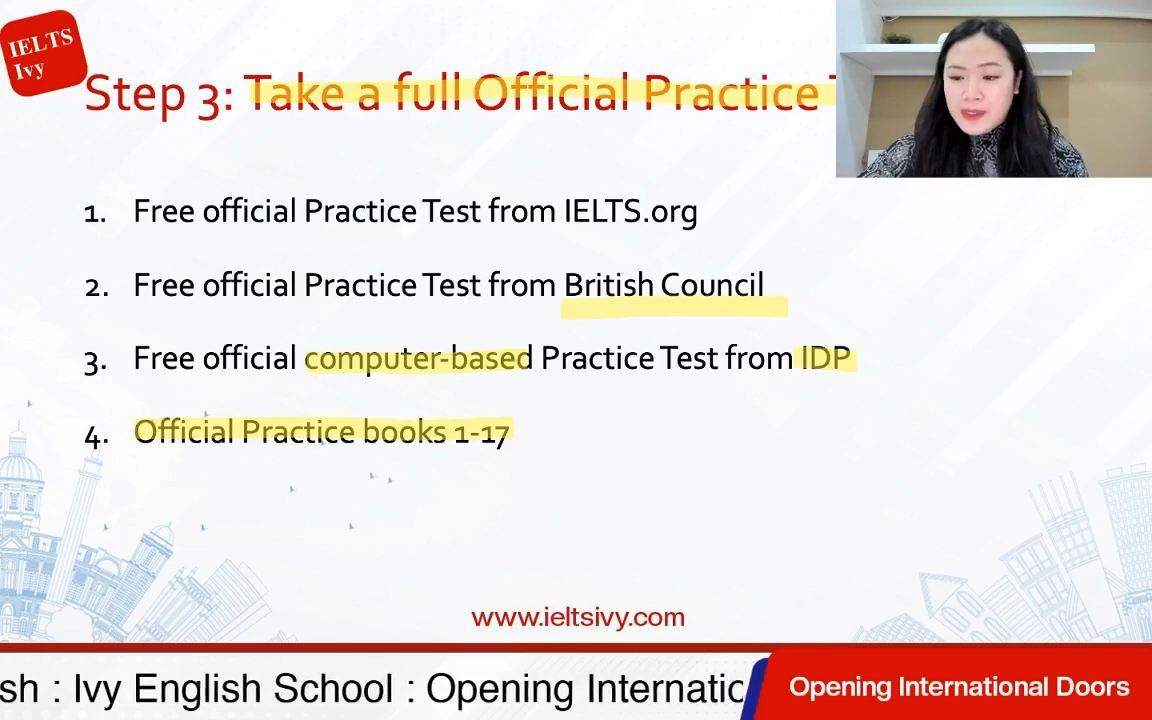 IELTS
Ivy
Step 3: Take a full Official Practice
1. Free official Practice Test from IELTS.org
2. Free official Practice Test from British Council
3. Free official computer-based Practice Test from IDP
4. Official Practice books 1-17
www.ieltsivy.com
sh : Ivy English School : Opening Internatio
Opening International Doors